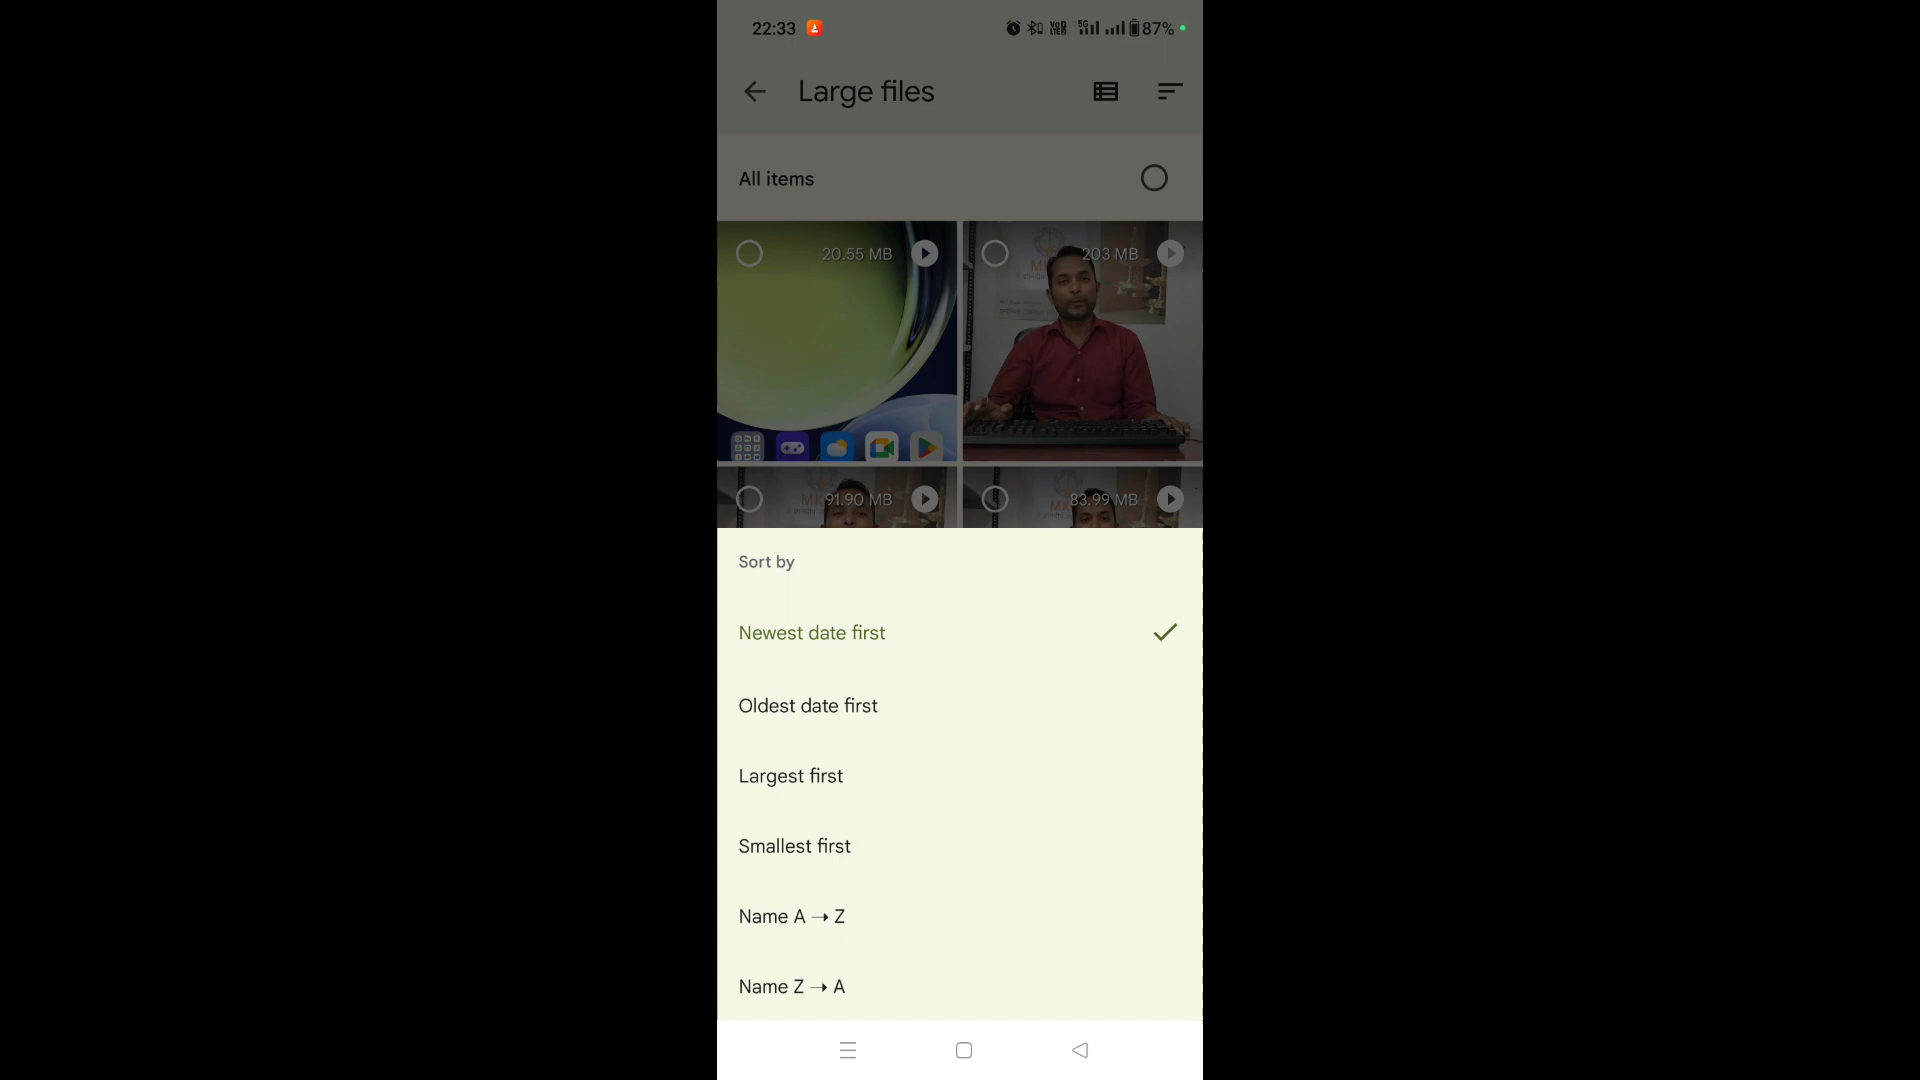 22:33
87%
Large files
All items
20.55 MB
203 MB
91.90 MB
83.99 MB
Sort by
Newest date first
Oldest date first
Largest first
Smallest first
Name A → Z
Name Z → A